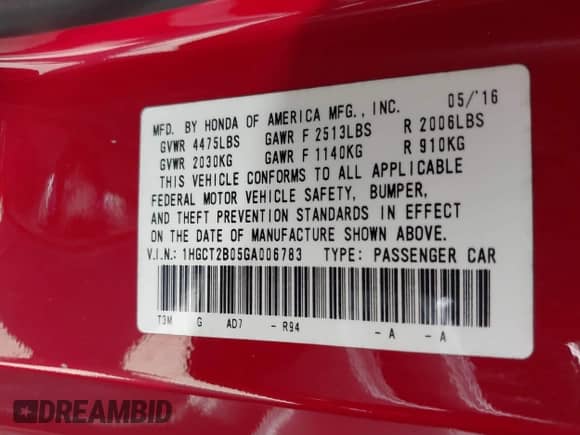 MFD. BY HONDA OF AMERICA MFG., INC. 05/'16
GVWR 4475LBS GAWR F 2513LBS R 2006LBS
GVWR 2030KG GAWR F 1140KG R 910KG
THIS VEHICLE CONFORMS TO ALL APPLICABLE
FEDERAL MOTOR VEHICLE SAFETY, BUMPER,
AND THEFT PREVENTION STANDARDS IN EFFECT
ON THE DATE OF MANUFACTURE SHOWN ABOVE.
V.I.N.: 1HGCT2B05GA006783 TYPE: PASSENGER CAR
T3M G AD7 - R94 - A - A
DREAMBID